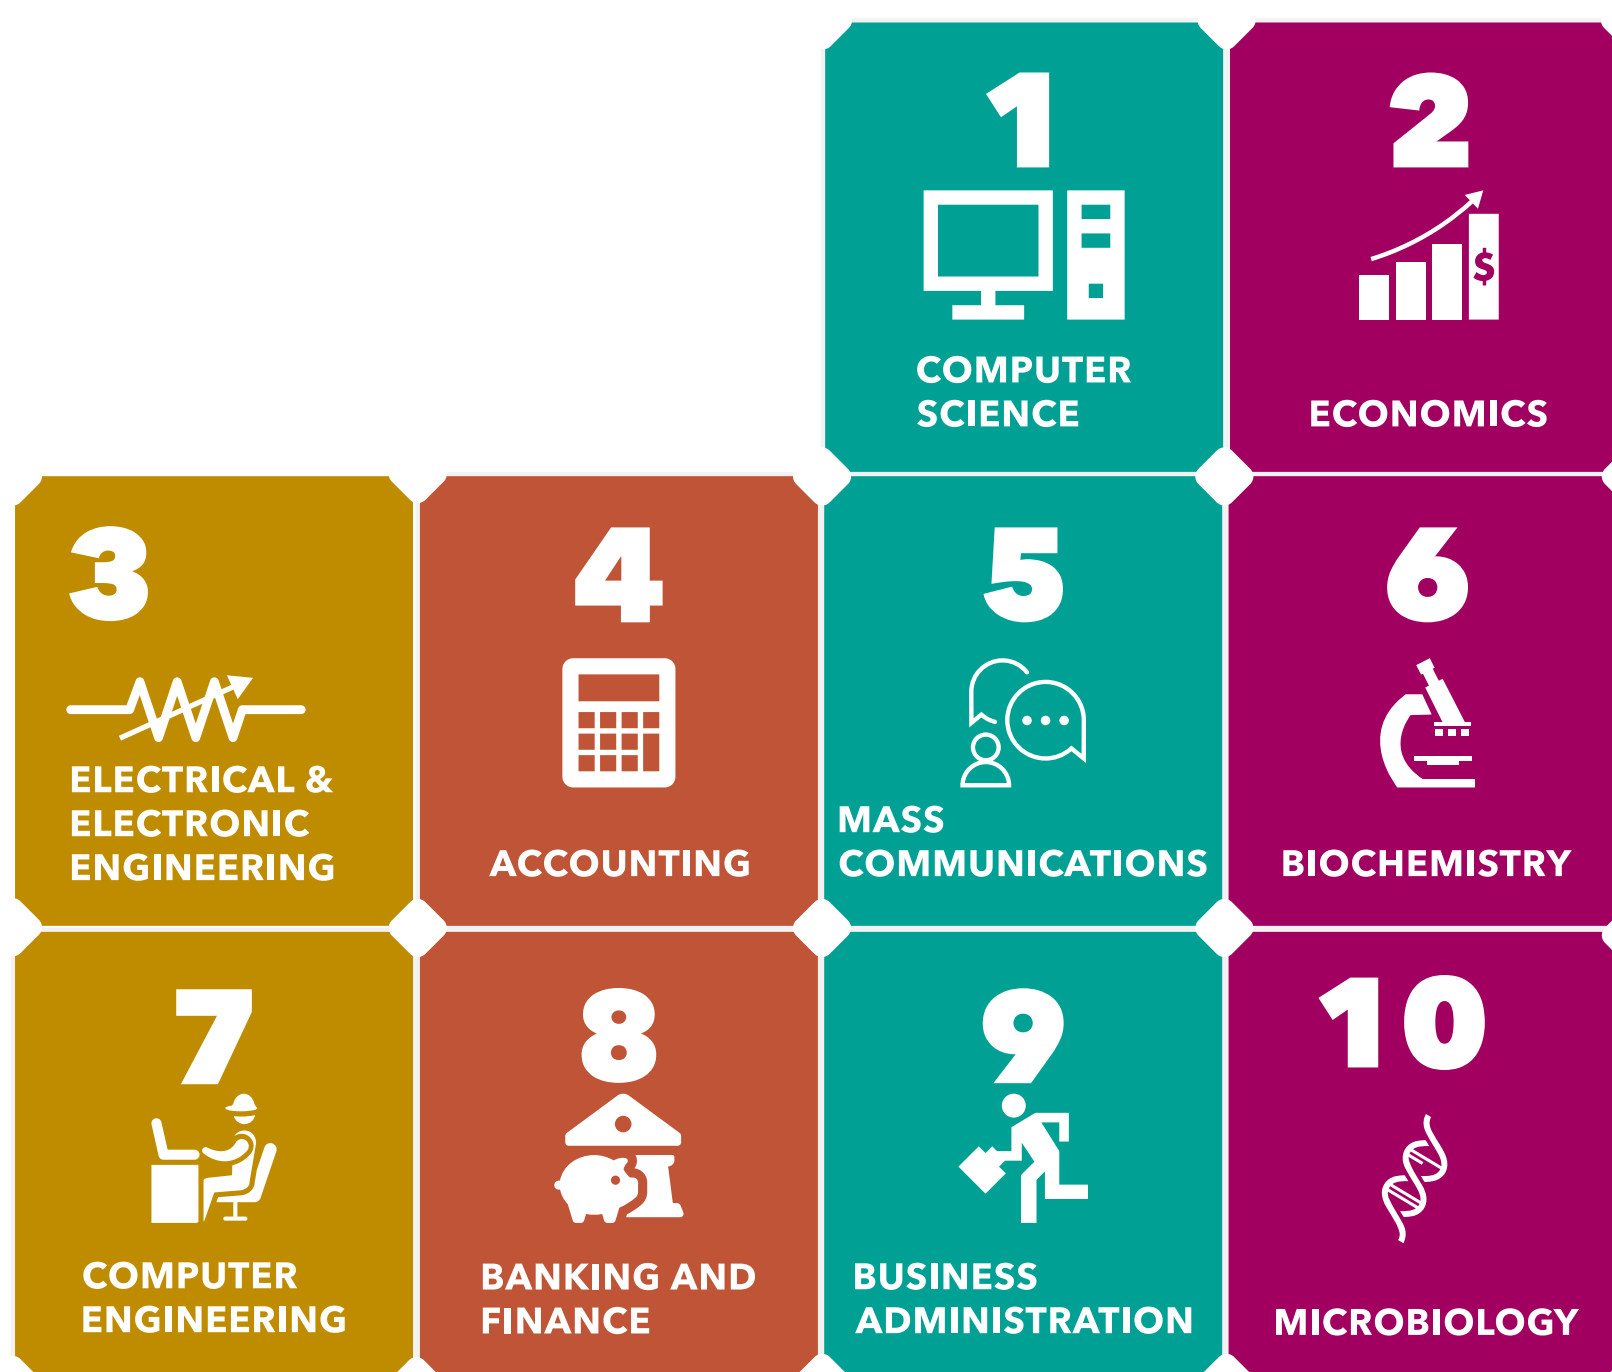 1
COMPUTER
SCIENCE
2
$
ECONOMICS
3
ELECTRICAL &
ELECTRONIC
ENGINEERING
4
ACCOUNTING
5
MASS
COMMUNICATIONS
6
BIOCHEMISTRY
7
COMPUTER
ENGINEERING
8
BANKING AND
FINANCE
9
BUSINESS
ADMINISTRATION
10
MICROBIOLOGY